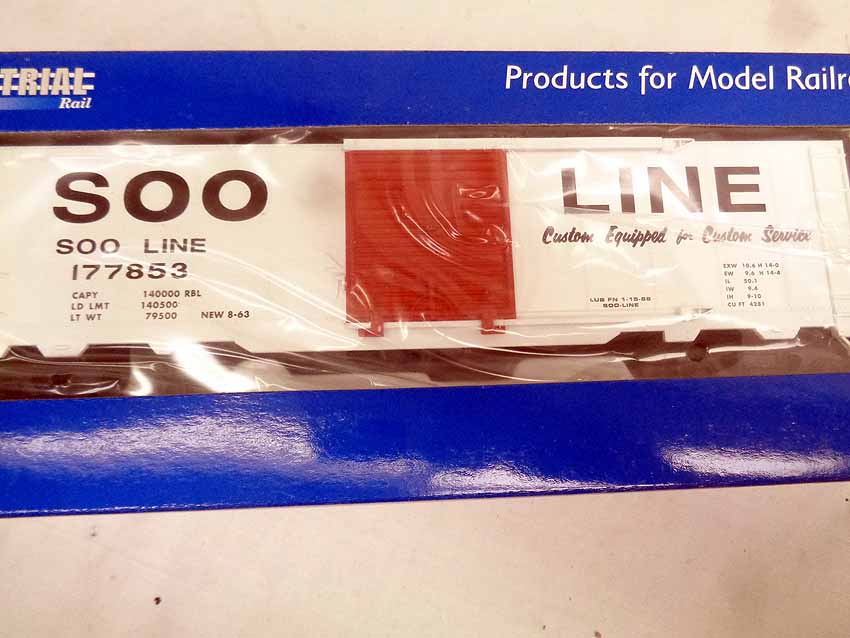 TRIAL
Rail
Products for Model Railr
SOO
SOO LINE
177853
CAPY 140000 RBL
LD LMT 140500
LT WT 79500 NEW 8-63
LINE
Custom Equipped for Custom Service
LUB FN 1-15-68
SOO-LINE
EXW 10.6 H 14-0
EW 9.6 H 14-4
IL 50.1
IW 9.4
IH 9-10
CU FT 4281